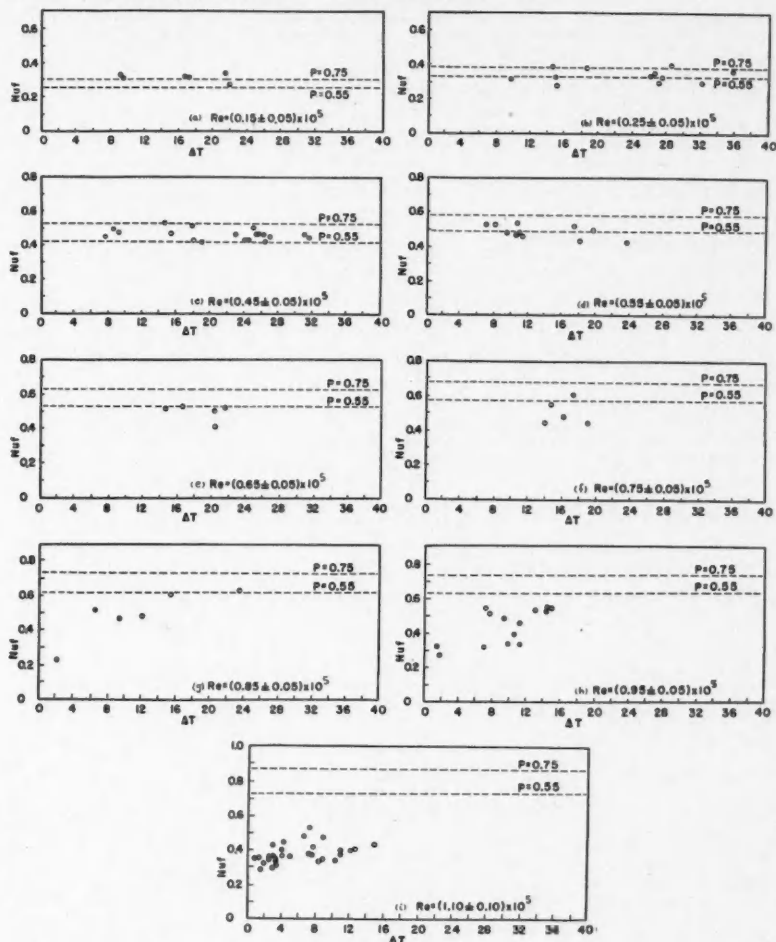 0.6
0.4
0.2
0
Nuf
P=0.75
P=0.55
(a) Re=(0.15±0.05)x10^5
0 4 8 12 16 20 24 28 32 36 40
ΔT
0.6
0.4
0.2
0
Nuf
P=0.75
P=0.55
(b) Re=(0.25±0.05)x10^5
0 4 8 12 16 20 24 28 32 36 40
ΔT
0.8
0.6
0.4
0.2
0
Nuf
P=0.75
P=0.55
(c) Re=(0.45±0.05)x10^5
0 4 8 12 16 20 24 28 32 36 40
ΔT
0.8
0.6
0.4
0.2
0
Nuf
P=0.75
P=0.55
(d) Re=(0.55±0.05)x10^5
0 4 8 12 16 20 24 28 32 36 40
ΔT
0.8
0.6
0.4
0.2
0
Nuf
P=0.75
P=0.55
(e) Re=(0.65±0.05)x10^5
0 4 8 12 16 20 24 28 32 36 40
ΔT
0.8
0.6
0.4
0.2
0
Nuf
P=0.75
P=0.55
(f) Re=(0.75±0.05)x10^5
0 4 8 12 16 20 24 28 32 36 40
ΔT
0.8
0.6
0.4
0.2
0
Nuf
P=0.75
P=0.55
(g) Re=(0.85±0.05)x10^5
0 4 8 12 16 20 24 28 32 36 40
ΔT
0.8
0.6
0.4
0.2
0
Nuf
P=0.75
P=0.55
(h) Re=(0.95±0.05)x10^5
0 4 8 12 16 20 24 28 32 36 40
ΔT
1.0
0.8
0.6
0.4
0.2
0
Nuf
P=0.75
P=0.55
(i) Re=(1.10±0.10)x10^5
0 4 8 12 16 20 24 28 32 36 40
ΔT